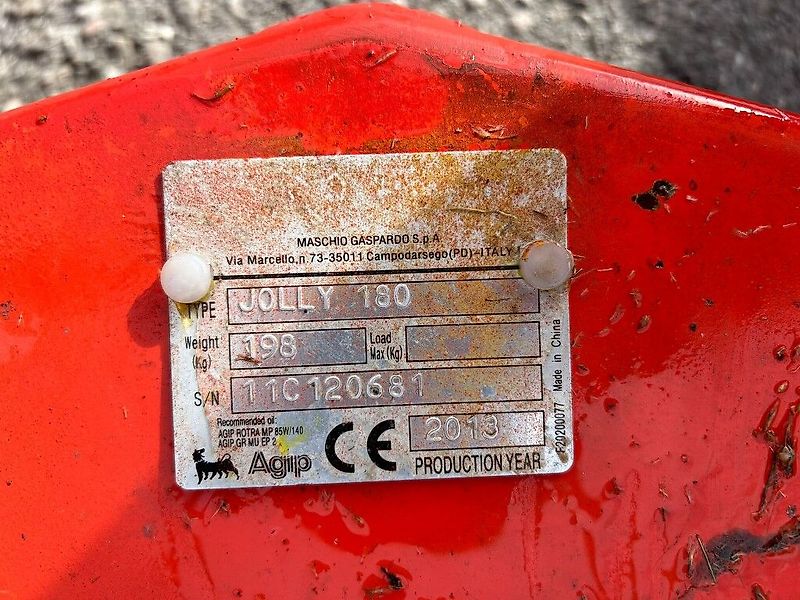 MASCHIO GASPARDO S.p.A
Via Marcello,n.73-35011 Campodarsego(PD)-ITALY
TYPE JOLLY 180
Weight (Kg) 198 Load Max(Kg)
S/N 11C120681
Recommended oil:
AGIP ROTRA MP 85W/140
AGIP GR MU EP 2
Agip CE 2013
PRODUCTION YEAR
F20200077 Made in China